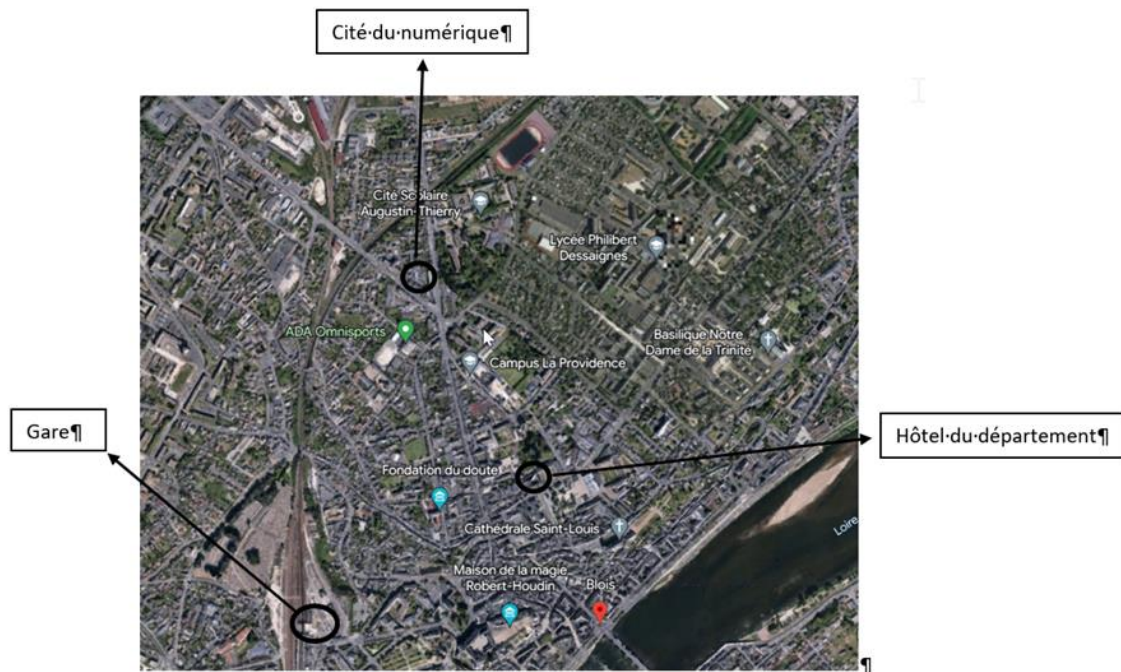 Cité·du·numérique¶
Cité Scolaire
Augustin-Thierry
Lycée Philibert
Dessaignes
ADA Omnisports
Basilique Notre
Dame de la Trinité
Campus La Providence
Gare¶
Hôtel·du·département¶
Fondation du doute
Cathédrale Saint-Louis
Loire
Maison de la magie
Robert-Houdin
Blois
¶